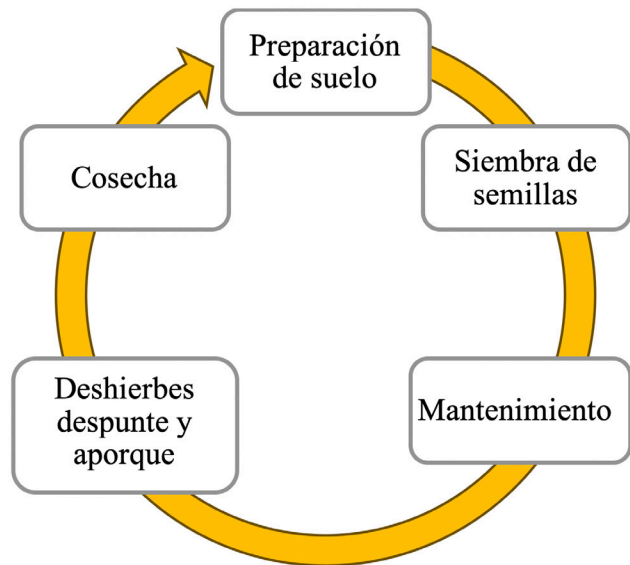 Preparación
de suelo
Siembra de
semillas
Mantenimiento
Deshierbes
despunte y
aporque
Cosecha